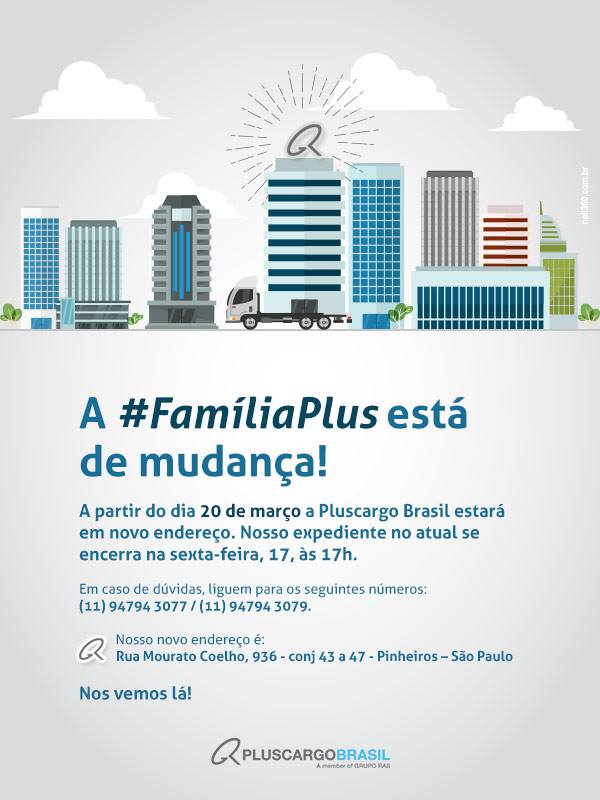 nell360.com.br
A #FamíliaPlus está
de mudança!
A partir do dia 20 de março a Pluscargo Brasil estará
em novo endereço. Nosso expediente no atual se
encerra na sexta-feira, 17, às 17h.
Em caso de dúvidas, liguem para os seguintes números:
(11) 94794 3077 / (11) 94794 3079.
Nosso novo endereço é:
Rua Mourato Coelho, 936 - conj 43 a 47 - Pinheiros – São Paulo
Nos vemos lá!
PLUSCARGOBRASIL
A member of GRUPO RAS